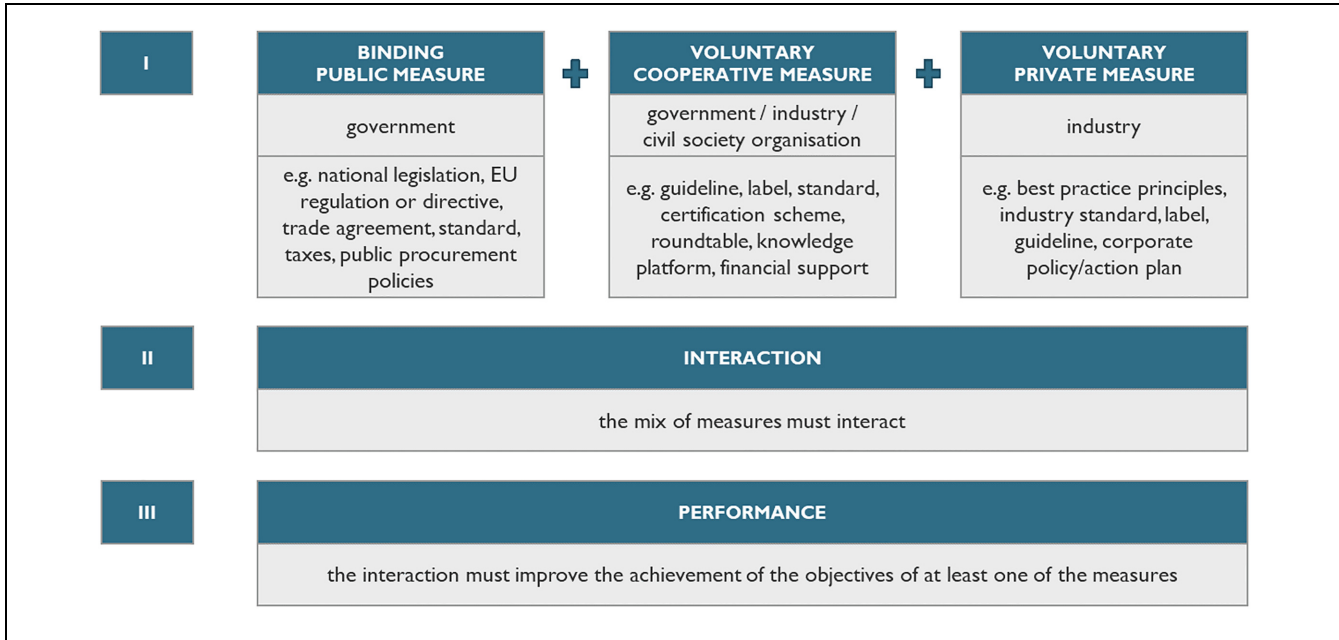 I
BINDING
PUBLIC MEASURE
government
e.g. national legislation, EU
regulation or directive,
trade agreement, standard,
taxes, public procurement
policies
VOLUNTARY
COOPERATIVE MEASURE
government / industry /
civil society organisation
e.g. guideline, label, standard,
certification scheme,
roundtable, knowledge
platform, financial support
VOLUNTARY
PRIVATE MEASURE
industry
e.g. best practice principles,
industry standard, label,
guideline, corporate
policy/action plan
II
INTERACTION
the mix of measures must interact
III
PERFORMANCE
the interaction must improve the achievement of the objectives of at least one of the measures